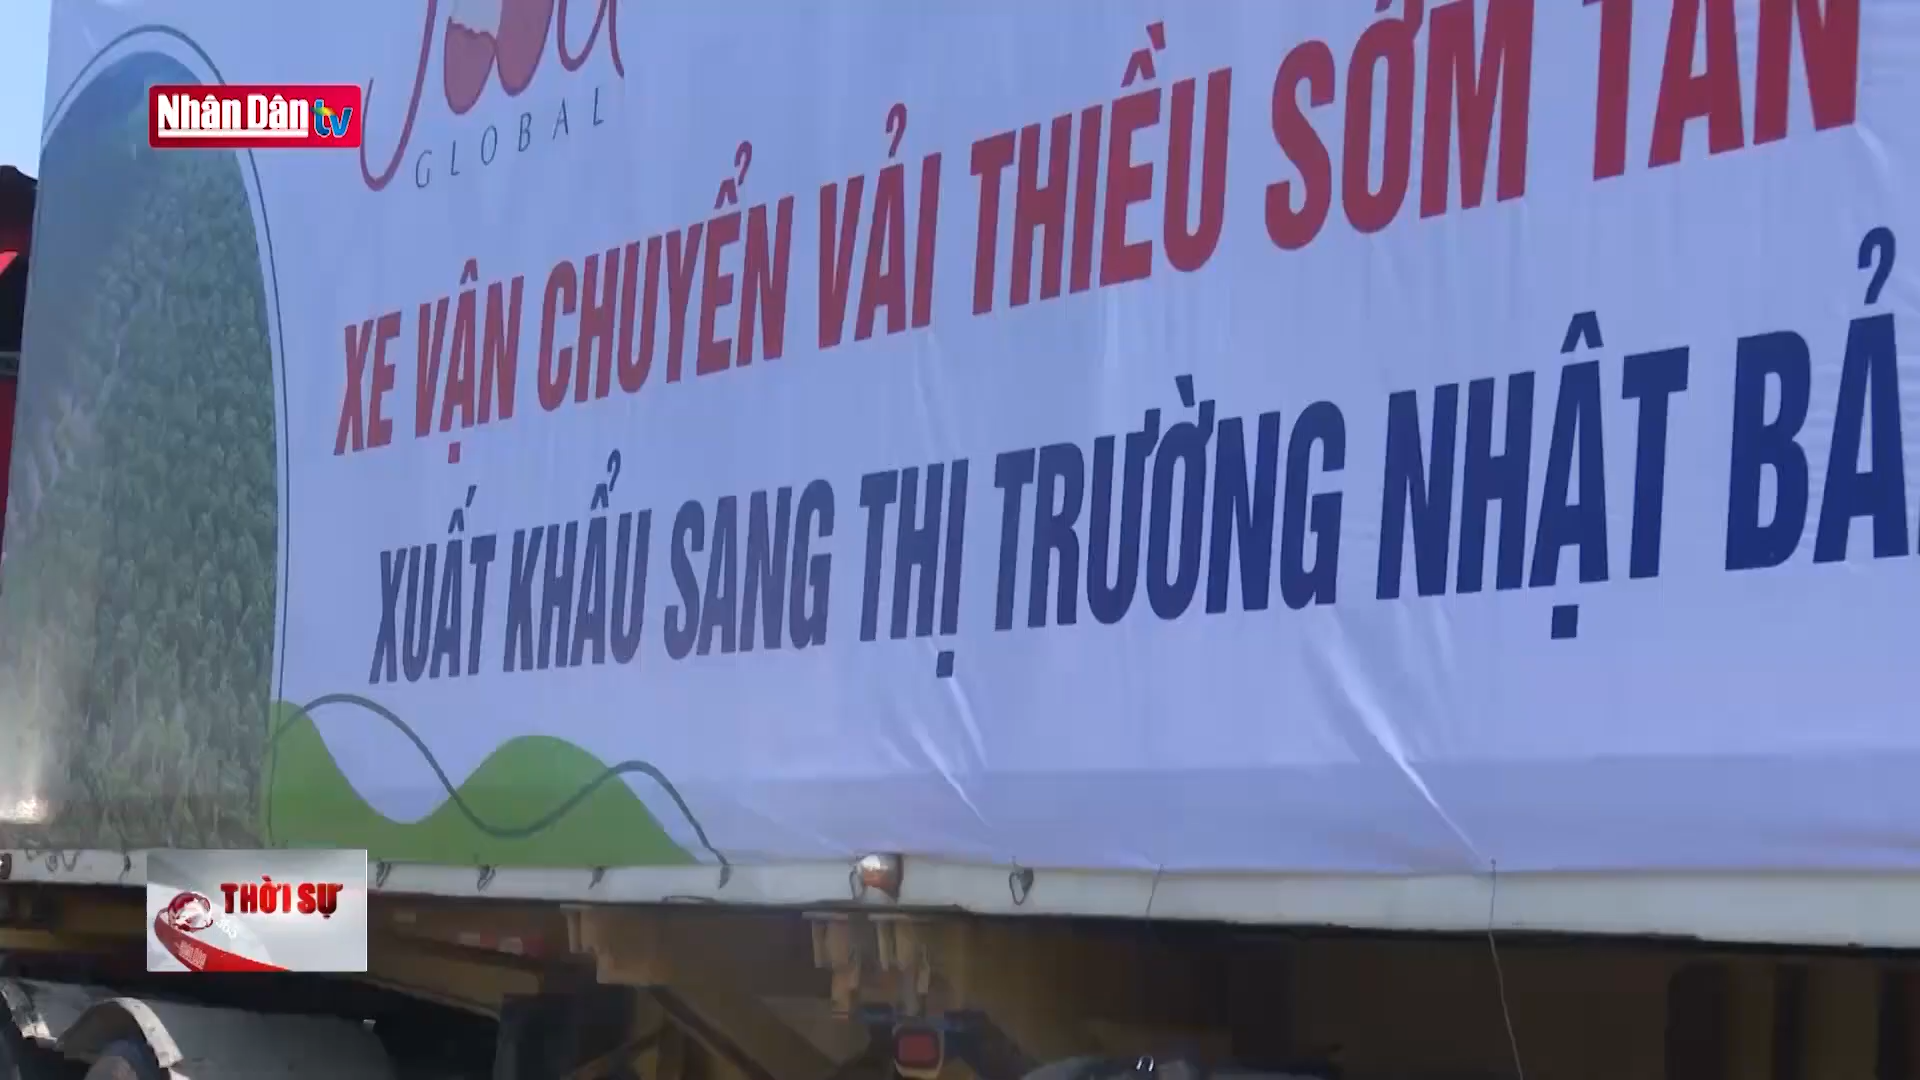 Nhân Dân tv
GLOBAL
XE VẬN CHUYỂN VẢI THIỀU SỚM TÂN
XUẤT KHẨU SANG THỊ TRƯỜNG NHẬT BẢ
THỜI SỰ